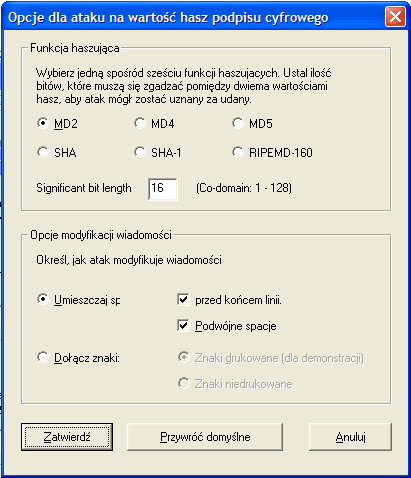 Opcje dla ataku na wartość hasz podpisu cyfrowego
Funkcja haszująca
Wybierz jedną spośród sześciu funkcji haszujących. Ustal ilość
bitów, które muszą się zgadzać pomiędzy dwiema wartościami
hasz, aby atak mógł zostać uznany za udany.
MD2 MD4 MD5
SHA SHA-1 RIPEMD-160
Significant bit length 16 (Co-domain: 1 - 128)
Opcje modyfikacji wiadomości
Określ, jak atak modyfikuje wiadomości
Umieszczaj sp przed końcem linii.
Podwójne spacje
Dołącz znaki: Znaki drukowane (dla demonstracji)
Znaki niedrukowane
Zatwierdź Przywróć domyślne Anuluj